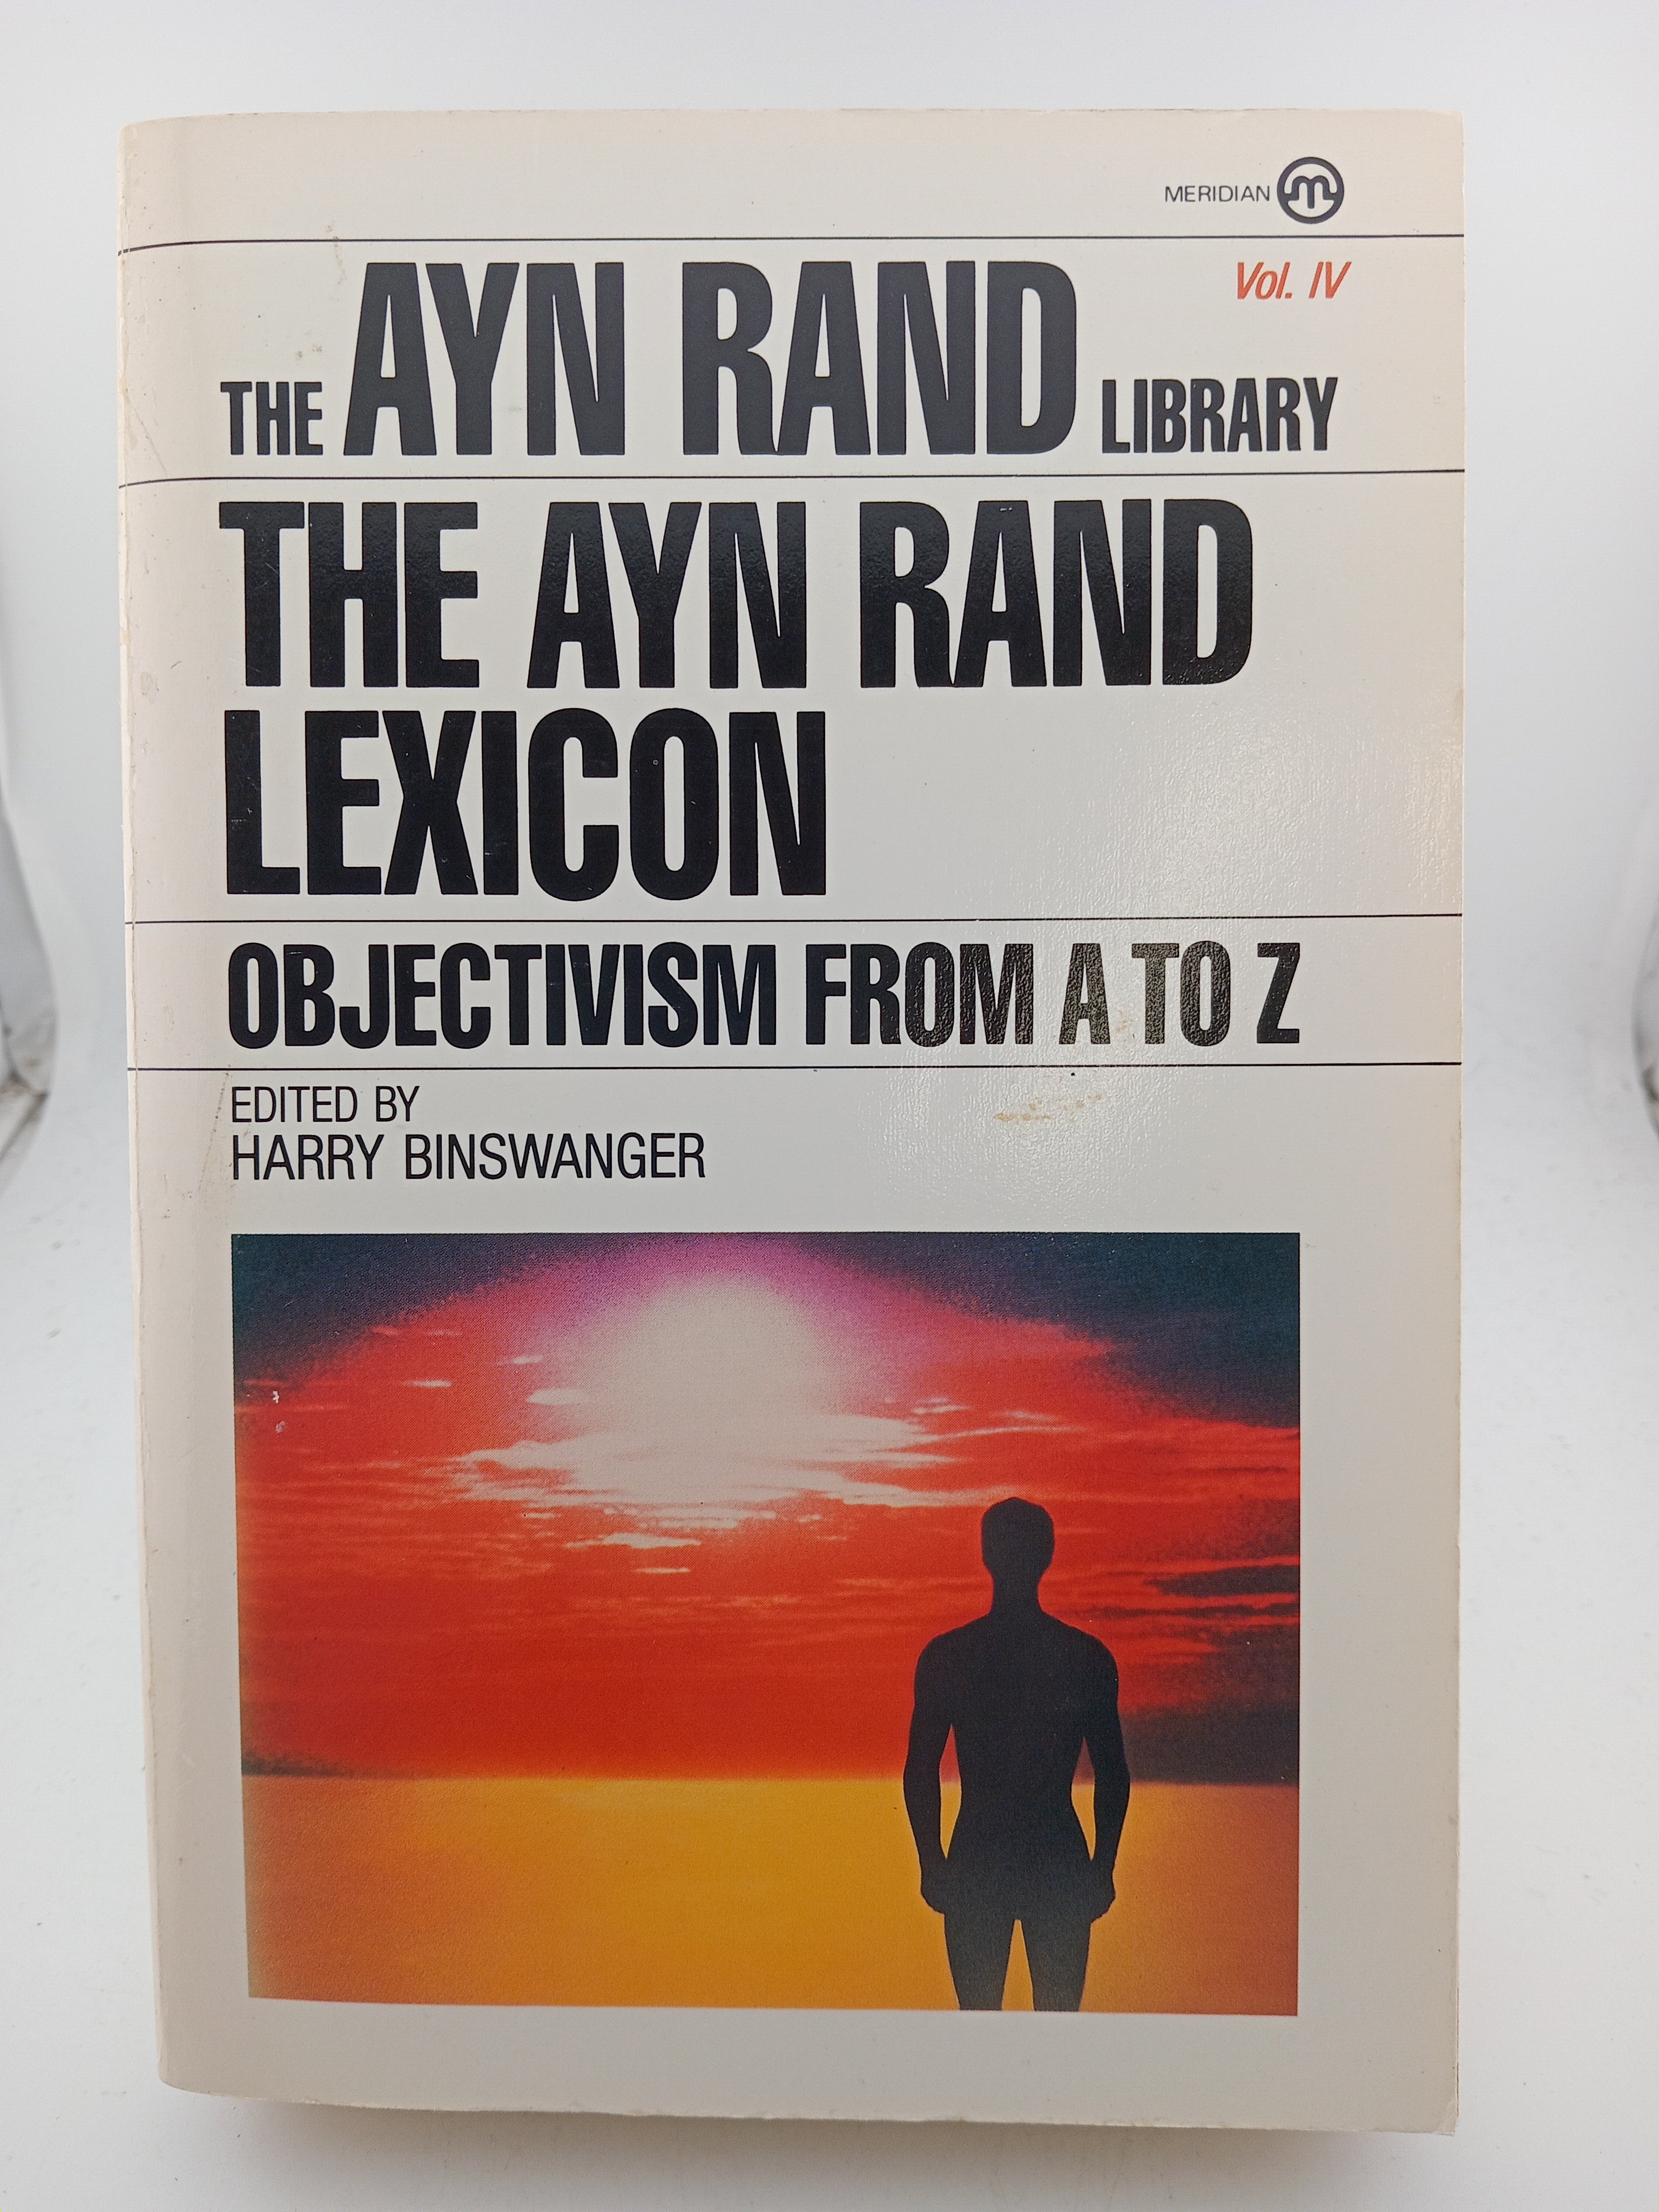 MERIDIAN
Vol. IV
THE AYN RAND LIBRARY
THE AYN RAND
LEXICON
OBJECTIVISM FROM A TO Z
EDITED BY
HARRY BINSWANGER